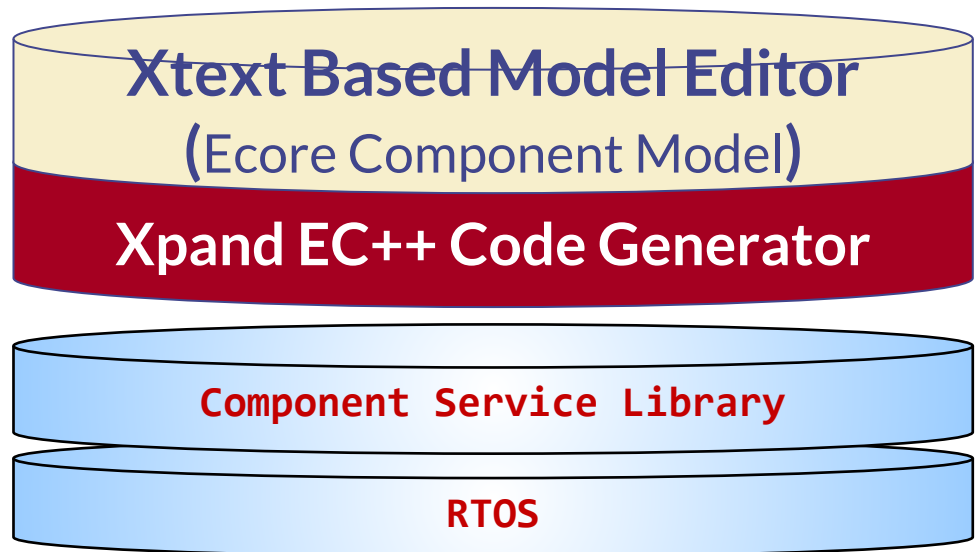 Xtext Based Model Editor
(Ecore Component Model)
Xpand EC++ Code Generator
Component Service Library
RTOS